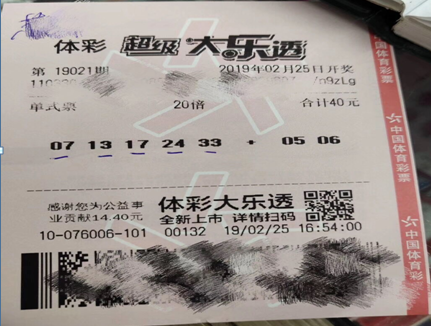 体彩 超级大乐透
第 19021期 2019年02月25日开奖
单式票 20倍 合计40元
07 13 17 24 33 + 05 06
感谢您为公益事
业贡献14.40元
体彩大乐透
全新上市 详情扫码
10-076006-101 00132 19/02/25 16:54:00
中国体育彩票
中国体育彩票
中国体育彩票